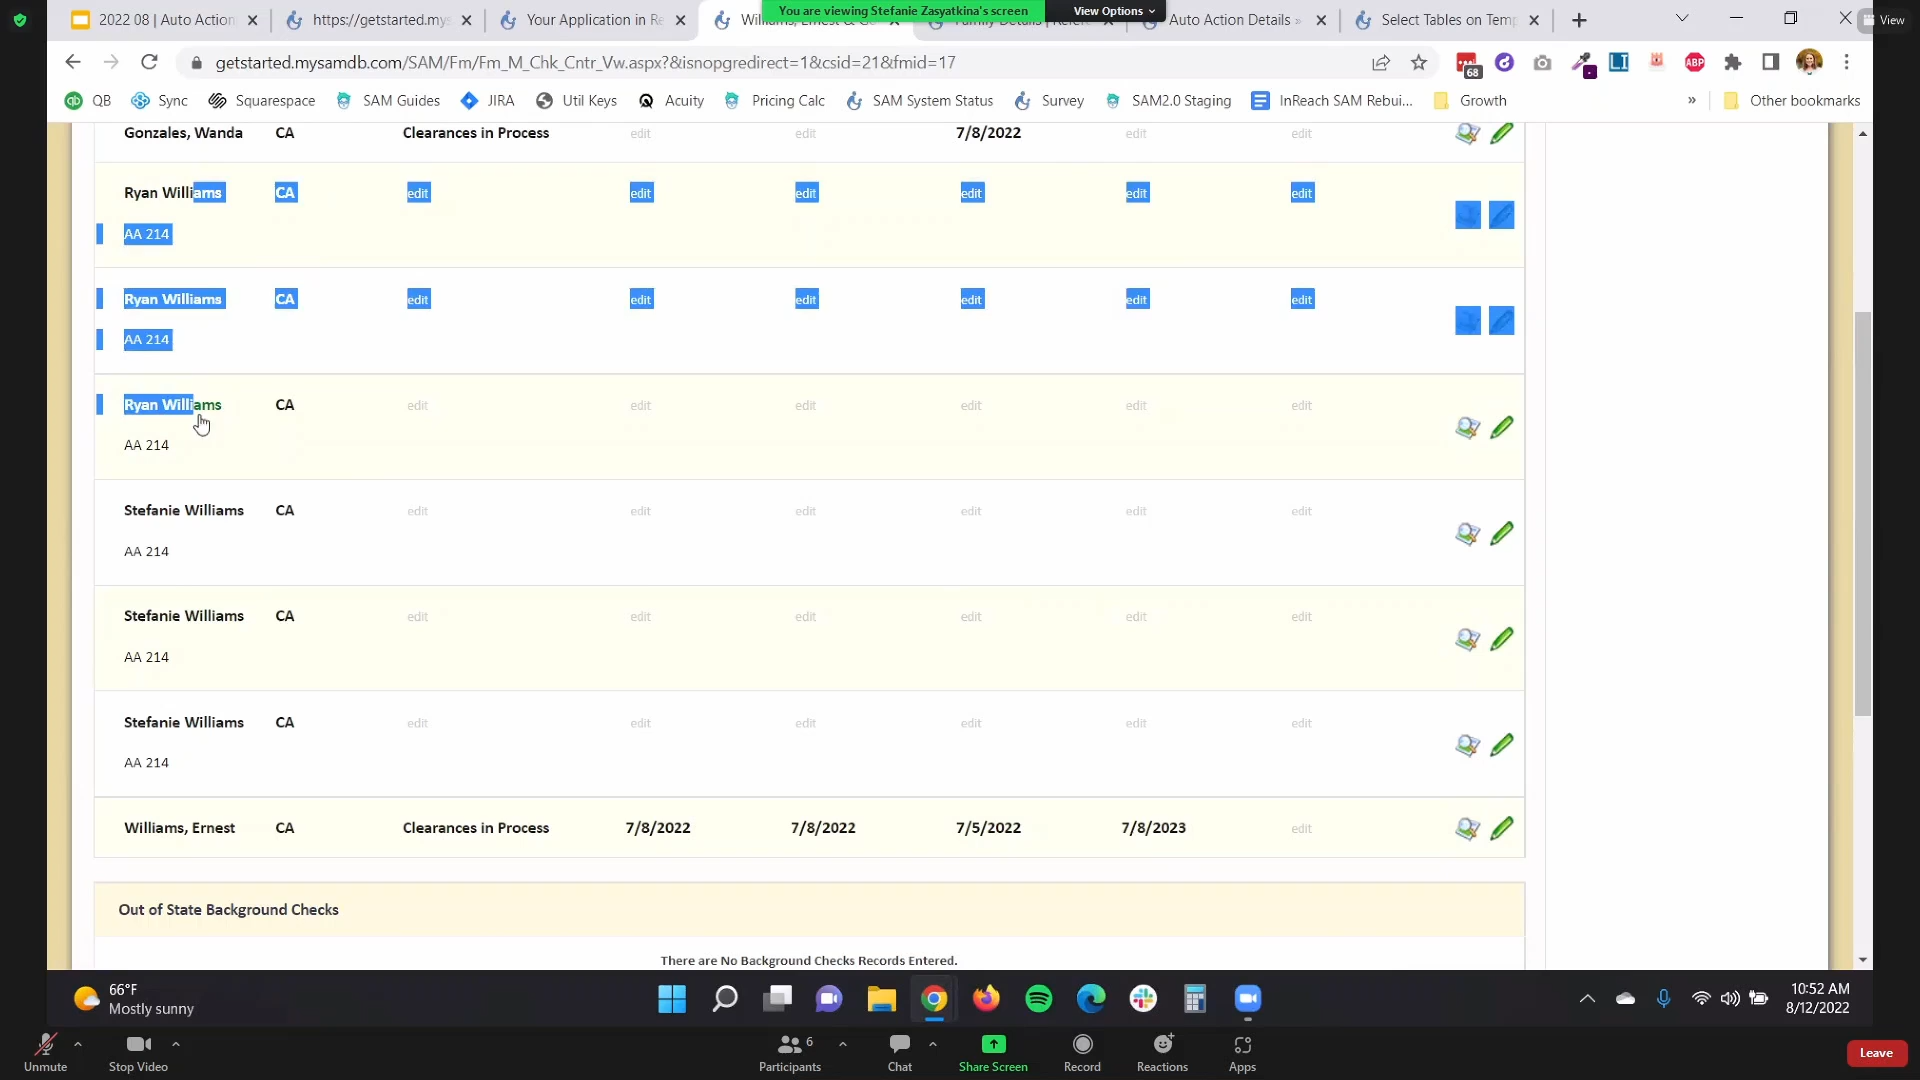 2022 08 | Auto Action
https://getstarted.mys
Your Application in Re
Williams, Ernest & Ce
You are viewing Stefanie Zasyatkina's screen
View Options
Family Details | Refere
Auto Action Details »
Select Tables on Temp
View
getstarted.mysamdb.com/SAM/Fm/Fm_M_Chk_Cntr_Vw.aspx?&isnopgredirect=1&csid=21&fmid=17
68
LI
ABP
QB
Sync
Squarespace
SAM Guides
JIRA
Util Keys
Acuity
Pricing Calc
SAM System Status
Survey
SAM2.0 Staging
InReach SAM Rebui...
Growth
»
Other bookmarks
Gonzales, Wanda CA Clearances in Process edit edit 7/8/2022 edit edit
Ryan Williams CA edit edit edit edit edit edit
AA 214
Ryan Williams CA edit edit edit edit edit edit
AA 214
Ryan Williams CA edit edit edit edit edit edit
AA 214
Stefanie Williams CA edit edit edit edit edit edit
AA 214
Stefanie Williams CA edit edit edit edit edit edit
AA 214
Stefanie Williams CA edit edit edit edit edit edit
AA 214
Williams, Ernest CA Clearances in Process 7/8/2022 7/8/2022 7/5/2022 7/8/2023 edit
Out of State Background Checks
There are No Background Checks Records Entered.
66°F
Mostly sunny
10:52 AM
8/12/2022
Unmute
Stop Video
6
Participants
Chat
Share Screen
Record
Reactions
Apps
Leave